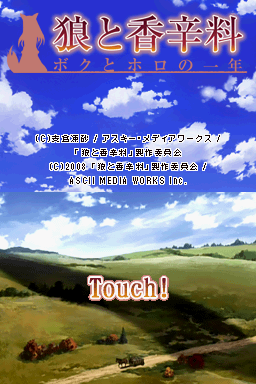 狼と香辛料
ボクとホロの一年
(C)支倉凍砂 / アスキー・メディアワークス /
「狼と香辛料」製作委員会
(C)2008 「狼と香辛料」製作委員会 /
ASCII MEDIA WORKS Inc.
Touch!